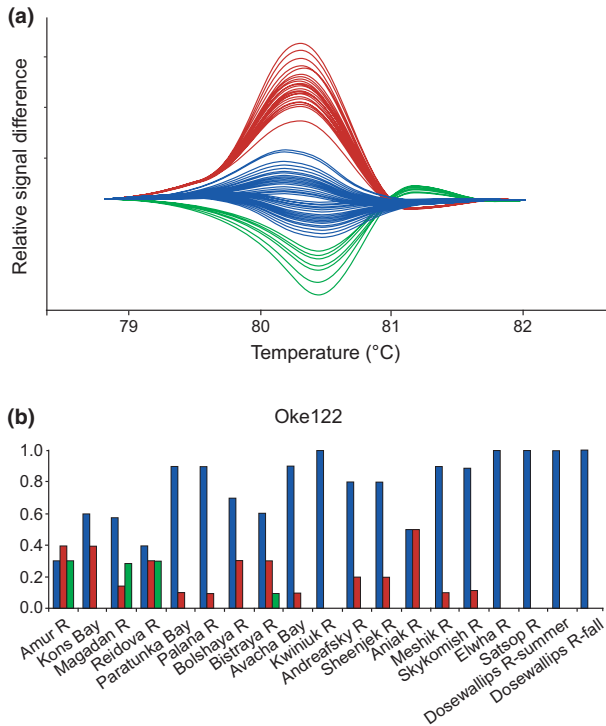 (a)
Relative signal difference
79 80 81 82
Temperature (°C)
(b)
Oke122
1.0
0.8
0.6
0.4
0.2
0.0
Amur R
Kons Bay
Magadan R
Reidova R
Paratunka Bay
Palana R
Bolshaya R
Bistraya R
Avacha Bay
Kwiniuk R
Andreafsky R
Sheenjek R
Aniak R
Meshik R
Skykomish R
Elwha R
Satsop R
Dosewallips R-summer
Dosewallips R-fall